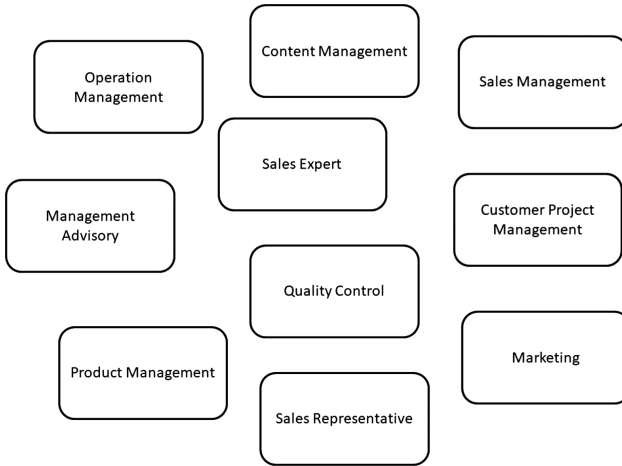 Content Management
Operation
Management
Sales Management
Sales Expert
Management
Advisory
Customer Project
Management
Quality Control
Product Management
Marketing
Sales Representative